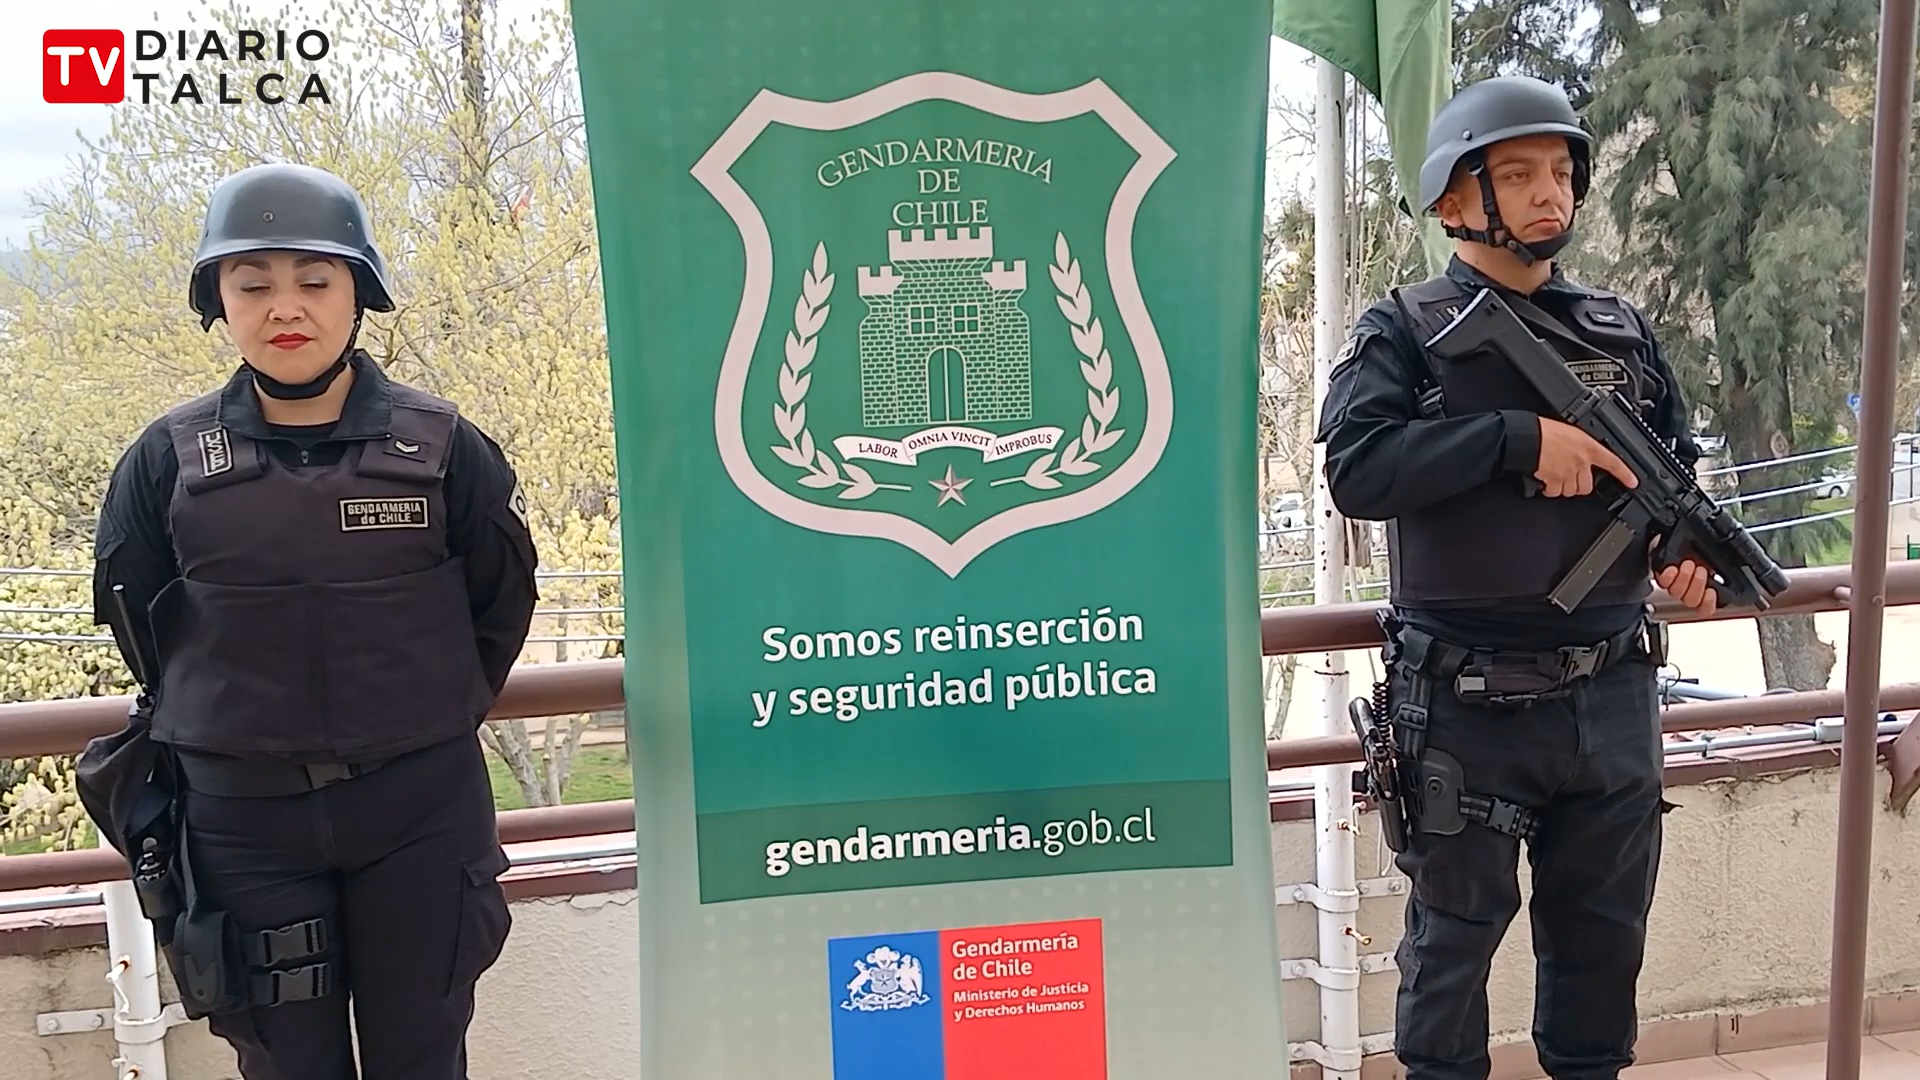 TV DIARIO
TALCA
GENDARMERIA
DE
CHILE
LABOR OMNIA VINCIT IMPROBUS
Somos reinserción
y seguridad pública
gendarmeria.gob.cl
Gendarmería
de Chile
Ministerio de Justicia
y Derechos Humanos
GENDARMERIA
de CHILE
GENDARMERIA
de CHILE